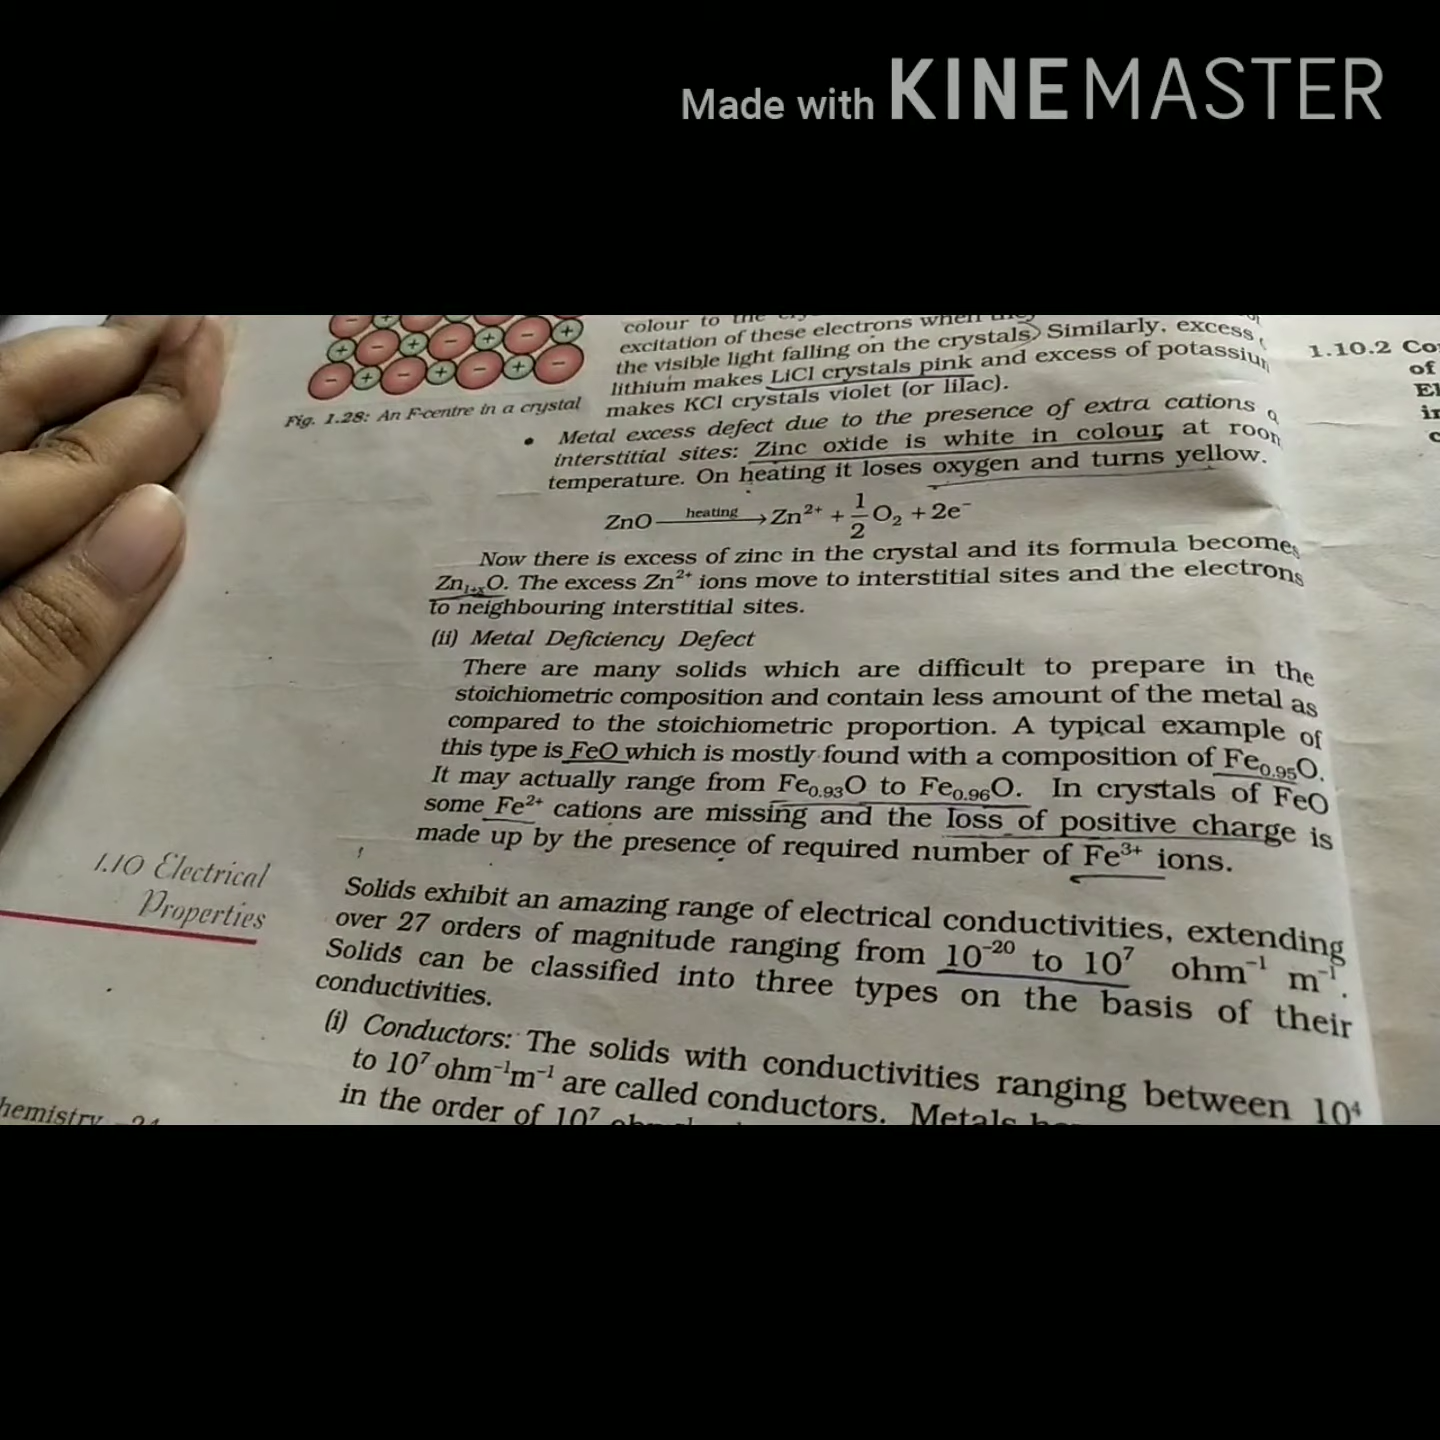 Made with KINEMASTER
colour to the
excitation of these electrons when they
the visible light falling on the crystals) Similarly, excess
lithium makes LiCl crystals pink and excess of potassium
makes KCl crystals violet (or lilac).
Fig. 1.28: An F-centre in a crystal
• Metal excess defect due to the presence of extra cations
interstitial sites: Zinc oxide is white in colour at room
temperature. On heating it loses oxygen and turns yellow.
ZnO heating → Zn²⁺ + 1/2 O₂ + 2e⁻
Now there is excess of zinc in the crystal and its formula becomes
Zn₁₊ₓO. The excess Zn²⁺ ions move to interstitial sites and the electrons
to neighbouring interstitial sites.
(ii) Metal Deficiency Defect
There are many solids which are difficult to prepare in the
stoichiometric composition and contain less amount of the metal as
compared to the stoichiometric proportion. A typical example of
this type is FeO which is mostly found with a composition of Fe₀.₉₅O.
It may actually range from Fe₀.₉₃O to Fe₀.₉₆O. In crystals of FeO
some Fe²⁺ cations are missing and the loss of positive charge is
made up by the presence of required number of Fe³⁺ ions.
1.10 Electrical
Properties
Solids exhibit an amazing range of electrical conductivities, extending
over 27 orders of magnitude ranging from 10⁻²⁰ to 10⁷ ohm⁻¹ m⁻¹.
Solids can be classified into three types on the basis of their
conductivities.
(i) Conductors: The solids with conductivities ranging between 10⁴
to 10⁷ ohm⁻¹m⁻¹ are called conductors. Metals
in the order of 10⁷
hemistry 24
1.10.2 Co
of